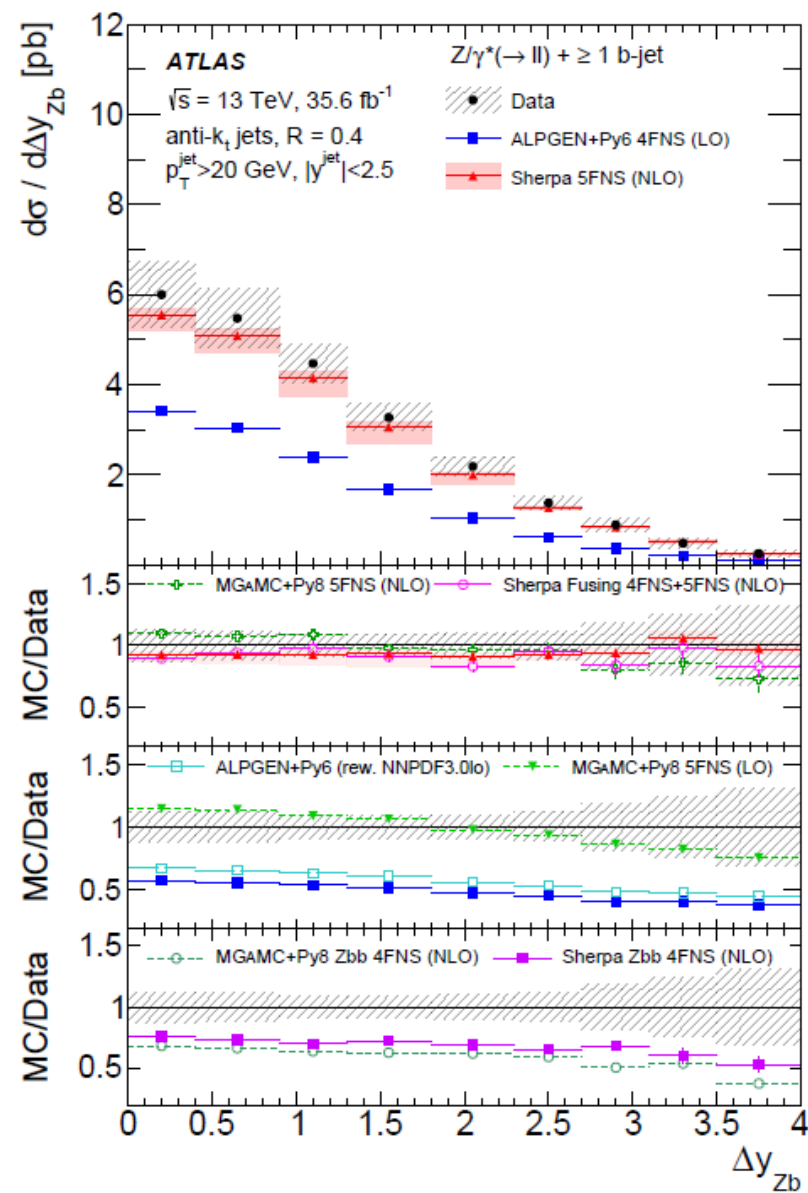 dσ / dΔy_Zb [pb]
ATLAS
√s = 13 TeV, 35.6 fb⁻¹
anti-k_t jets, R = 0.4
p_T^jet>20 GeV, |y^jet|<2.5
Z/γ*(→ ll) + ≥ 1 b-jet
Data
ALPGEN+Py6 4FNS (LO)
Sherpa 5FNS (NLO)
12
10
8
6
4
2
MC/Data
1.5
1
0.5
MGAMC+Py8 5FNS (NLO)
Sherpa Fusing 4FNS+5FNS (NLO)
MC/Data
1.5
1
0.5
ALPGEN+Py6 (rew. NNPDF3.0lo)
MGAMC+Py8 5FNS (LO)
MC/Data
1.5
1
0.5
MGAMC+Py8 Zbb 4FNS (NLO)
Sherpa Zbb 4FNS (NLO)
0 0.5 1 1.5 2 2.5 3 3.5 4
Δy_Zb